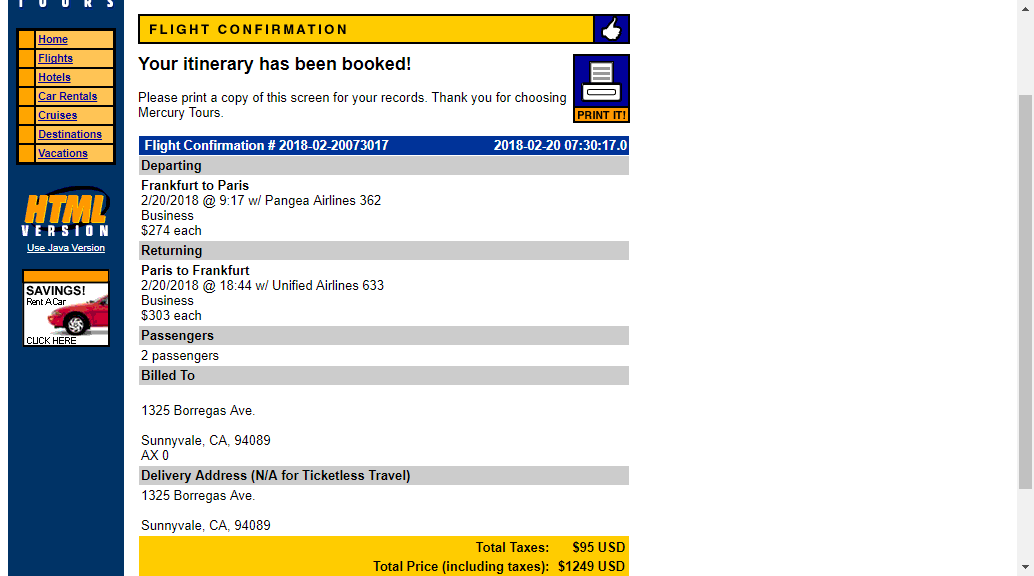 TOURS
FLIGHT CONFIRMATION
Home
Flights
Hotels
Car Rentals
Cruises
Destinations
Vacations
HTML
VERSION
Use Java Version
SAVINGS!
Rent A Car
CLICK HERE
Your itinerary has been booked!
Please print a copy of this screen for your records. Thank you for choosing
Mercury Tours.
PRINT IT!
Flight Confirmation # 2018-02-20073017 2018-02-20 07:30:17.0
Departing
Frankfurt to Paris
2/20/2018 @ 9:17 w/ Pangea Airlines 362
Business
$274 each
Returning
Paris to Frankfurt
2/20/2018 @ 18:44 w/ Unified Airlines 633
Business
$303 each
Passengers
2 passengers
Billed To
1325 Borregas Ave.
Sunnyvale, CA, 94089
AX 0
Delivery Address (N/A for Ticketless Travel)
1325 Borregas Ave.
Sunnyvale, CA, 94089
Total Taxes: $95 USD
Total Price (including taxes): $1249 USD